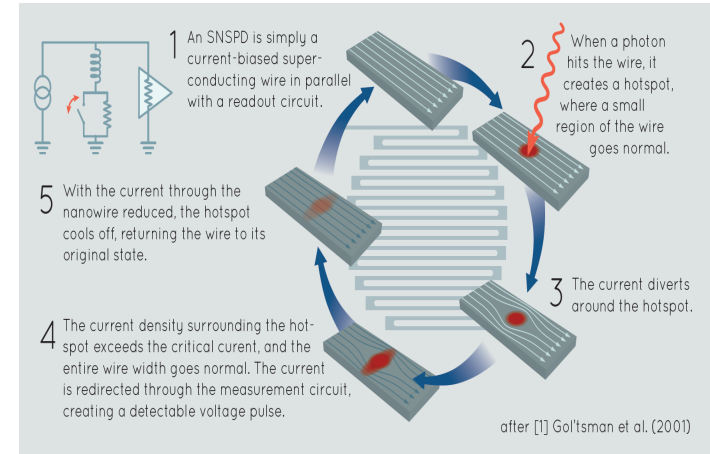 1 An SNSPD is simply a
current-biased super-
conducting wire in parallel
with a readout circuit.
2 When a photon
hits the wire, it
creates a hotspot,
where a small
region of the wire
goes normal.
3 The current diverts
around the hotspot.
4 The current density surrounding the hot-
spot exceeds the critical curent, and the
entire wire width goes normal. The current
is redirected through the measurement circuit,
creating a detectable voltage pulse.
5 With the current through the
nanowire reduced, the hotspot
cools off, returning the wire to its
original state.
after [1] Gol'tsman et al. (2001)